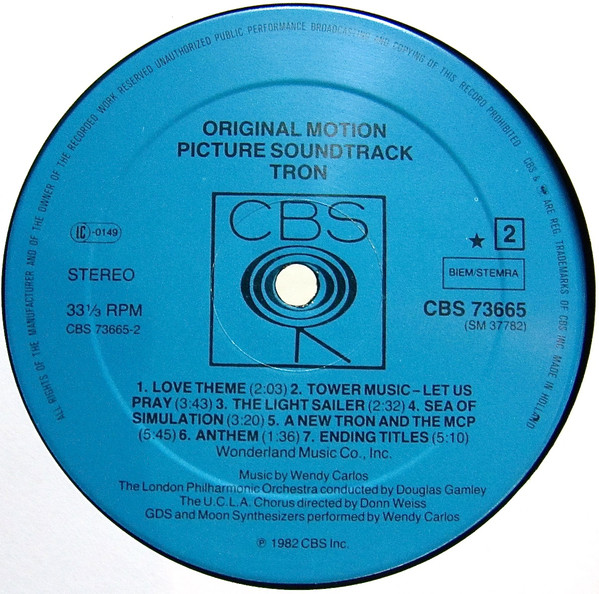 ALL RIGHTS OF THE MANUFACTURER AND OF THE OWNER OF THE RECORDED WORK RESERVED UNAUTHORIZED PUBLIC PERFORMANCE BROADCASTING AND COPYING OF THIS RECORD PROHIBITED CBS & ARE REG. TRADEMARKS OF CBS INC. MADE IN HOLLAND
ORIGINAL MOTION
PICTURE SOUNDTRACK
TRON
CBS
LC-0149
★ 2
STEREO
BIEM/STEMRA
33⅓ RPM
CBS 73665-2
CBS 73665
(SM 37782)
1. LOVE THEME (2:03) 2. TOWER MUSIC – LET US
PRAY (3:43) 3. THE LIGHT SAILER (2:32) 4. SEA OF
SIMULATION (3:20) 5. A NEW TRON AND THE MCP
(5:45) 6. ANTHEM (1:36) 7. ENDING TITLES (5:10)
Wonderland Music Co., Inc.
Music by Wendy Carlos
The London Philharmonic Orchestra conducted by Douglas Gamley
The U.C.L.A. Chorus directed by Donn Weiss
GDS and Moon Synthesizers performed by Wendy Carlos
℗ 1982 CBS Inc.